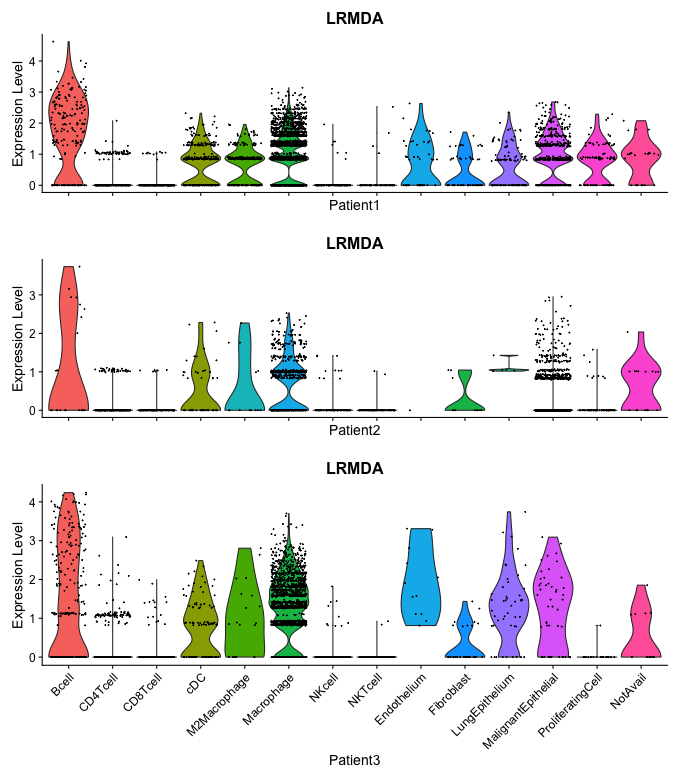 LRMDA
Expression Level
4
3
2
1
0
Patient1
LRMDA
Expression Level
3
2
1
0
Patient2
LRMDA
Expression Level
4
3
2
1
0
Bcell
CD4Tcell
CD8Tcell
cDC
M2Macrophage
Macrophage
NKcell
NKTcell
Endothelium
Fibroblast
LungEpithelium
MalignantEpithelial
ProliferatingCell
NotAvail
Patient3